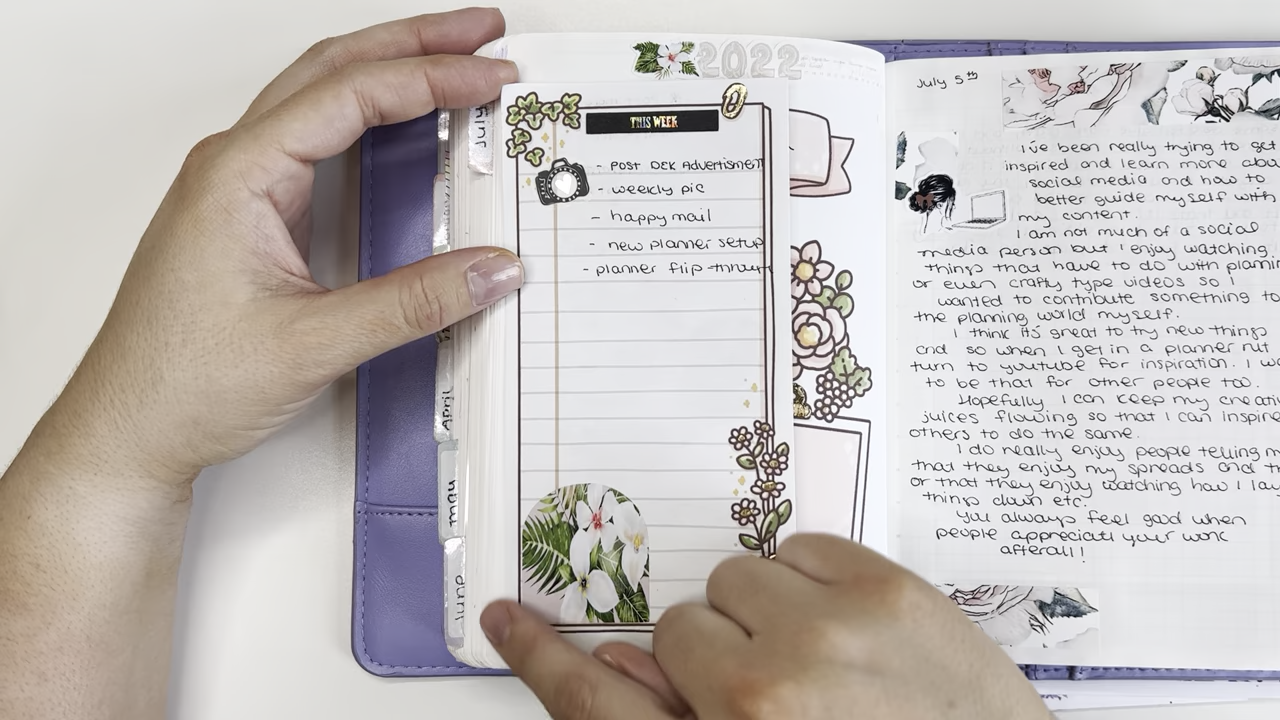 2022
THIS WEEK
- POST DEK Advertisment
- weekly pic
- happy mail
- new planner setup
- planner flip through
July
April
May
June
July 5th
I've been really trying to get
inspired and learn more abou
social media and how to
better guide myself with
my content.
I am not much of a social
media person but I enjoy watching
things that have to do with plannin
or even crafty type videos so I
wanted to contribute something to
the planning world myself.
I think it's great to try new things
and so when I get in a planner rut I
turn to youtube for inspiration. I w
to be that for other people too.
Hopefully I can keep my creati
juices flowing so that I can inspire
others to do the same.
I do really enjoy people telling m
that they enjoy my spreads and th
or that they enjoy watching how I lay
things down etc.
You always feel good when
people appreciate your work
afterall!